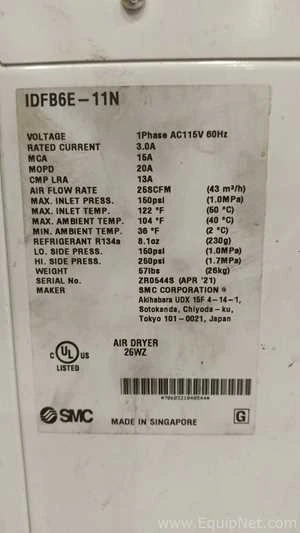 IDFB6E-11N
VOLTAGE 1Phase AC115V 60Hz
RATED CURRENT 3.0A
MCA 15A
MOPD 20A
CMP LRA 13A
AIR FLOW RATE 25SCFM (43 m³/h)
MAX. INLET PRESS. 150psi (1.0MPa)
MAX. INLET TEMP. 122 °F (50 °C)
MAX. AMBIENT TEMP. 104 °F (40 °C)
MIN. AMBIENT TEMP. 36 °F (2 °C)
REFRIGERANT R134a 8.1oz (230g)
LO. SIDE PRESS. 150psi (1.0MPa)
HI. SIDE PRESS. 250psi (1.7MPa)
WEIGHT 57lbs (26kg)
SERIAL No. ZR0544S (APR '21)
MAKER SMC CORPORATION ®
Akihabara UDX 15F 4-14-1,
Sotokanda, Chiyoda-ku,
Tokyo 101-0021, Japan
C UL US
LISTED
AIR DRYER
26WZ
SMC MADE IN SINGAPORE G
www.EquipNet.com